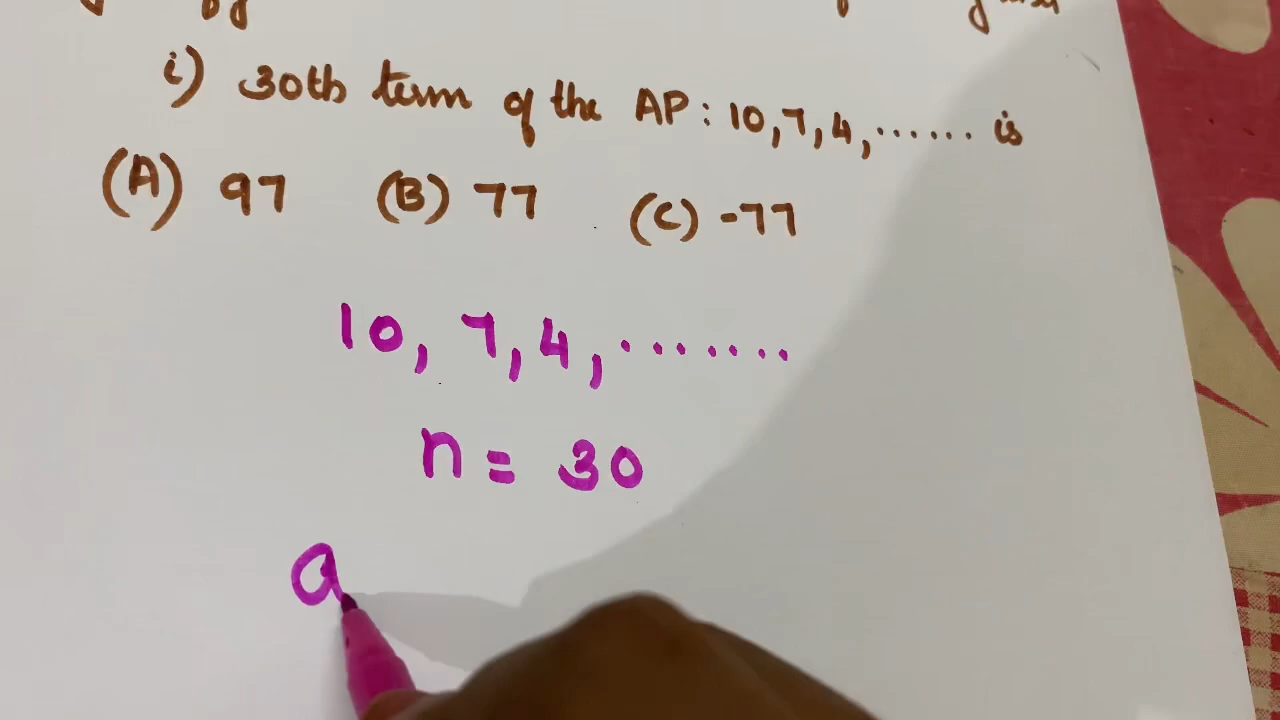 i) 30th term of the AP: 10, 7, 4, ...... is
(A) 97 (B) 77 (C) -77
10, 7, 4, .......
n = 30
a